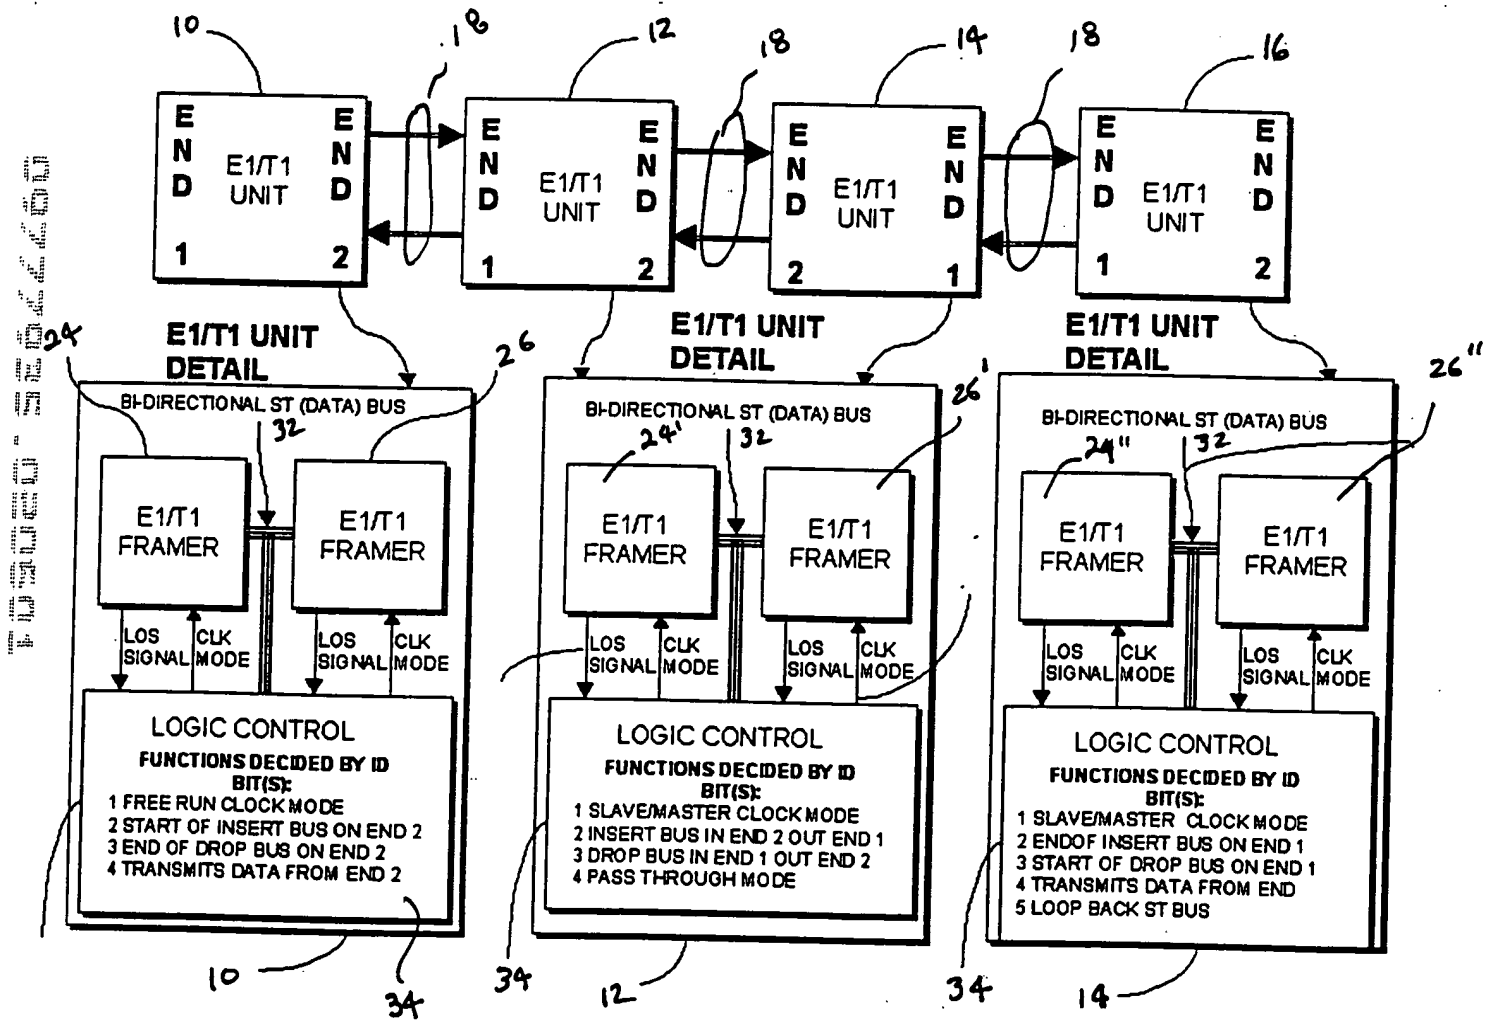 10 18 12 18 14 18 16
END 1 E1/T1 UNIT END 2
END 1 E1/T1 UNIT END 2
END 2 E1/T1 UNIT END 1
END 1 E1/T1 UNIT END 2
E1/T1 UNIT DETAIL
24 26
BI-DIRECTIONAL ST (DATA) BUS
32
E1/T1 FRAMER
E1/T1 FRAMER
LOS SIGNAL
CLK MODE
LOS SIGNAL
CLK MODE
LOGIC CONTROL
FUNCTIONS DECIDED BY ID
BIT(S):
1 FREE RUN CLOCK MODE
2 START OF INSERT BUS ON END 2
3 END OF DROP BUS ON END 2
4 TRANSMITS DATA FROM END 2
10 34
E1/T1 UNIT DETAIL
BI-DIRECTIONAL ST (DATA) BUS
24' 32 26'
E1/T1 FRAMER
E1/T1 FRAMER
LOS SIGNAL
CLK MODE
LOS SIGNAL
CLK MODE
LOGIC CONTROL
FUNCTIONS DECIDED BY ID
BIT(S):
1 SLAVE/MASTER CLOCK MODE
2 INSERT BUS IN END 2 OUT END 1
3 DROP BUS IN END 1 OUT END 2
4 PASS THROUGH MODE
34 12
E1/T1 UNIT DETAIL
26"
BI-DIRECTIONAL ST (DATA) BUS
24" 32
E1/T1 FRAMER
E1/T1 FRAMER
LOS SIGNAL
CLK MODE
LOS SIGNAL
CLK MODE
LOGIC CONTROL
FUNCTIONS DECIDED BY ID
BIT(S):
1 SLAVE/MASTER CLOCK MODE
2 ENDOF INSERT BUS ON END 1
3 START OF DROP BUS ON END 1
4 TRANSMITS DATA FROM END
5 LOOP BACK ST BUS
34 14